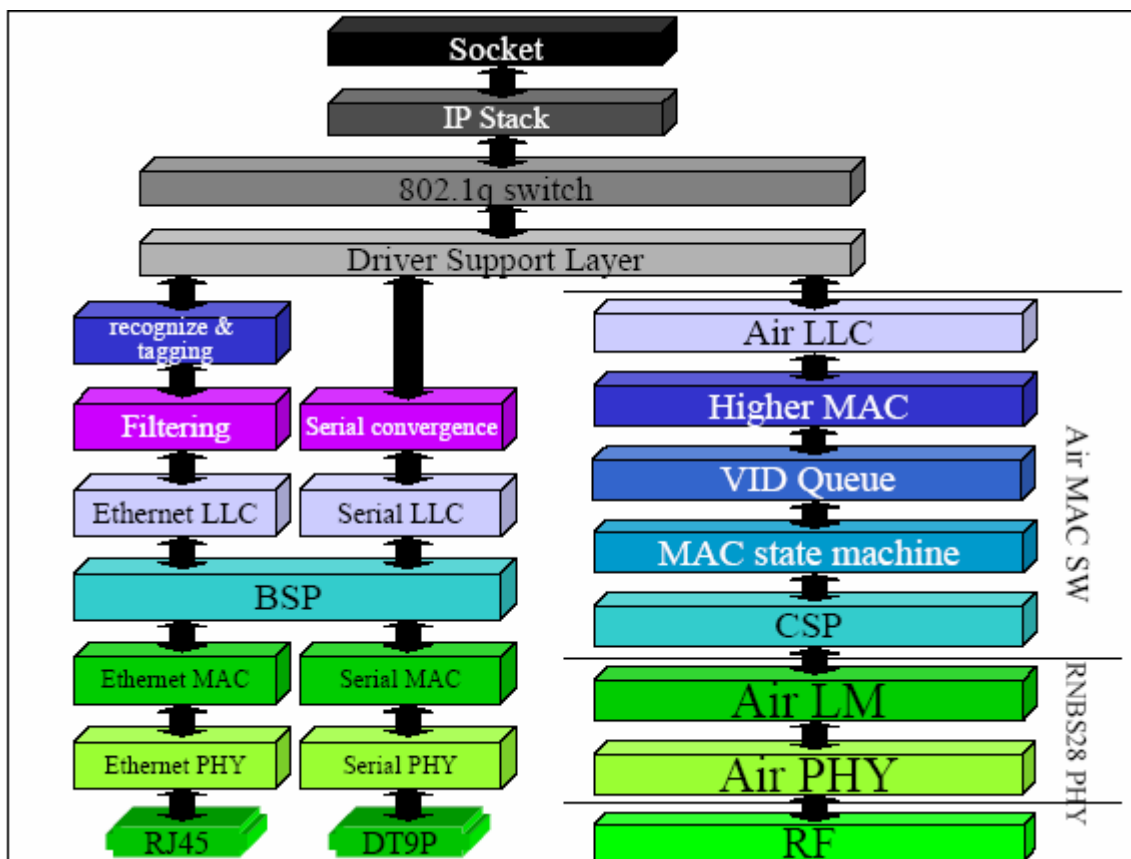 Socket
IP Stack
802.1q switch
Driver Support Layer
recognize &
tagging
Filtering
Serial convergence
Ethernet LLC
Serial LLC
BSP
Ethernet MAC
Serial MAC
Ethernet PHY
Serial PHY
RJ45
DT9P
Air LLC
Higher MAC
VID Queue
MAC state machine
CSP
Air LM
Air PHY
RF
Air MAC SW
RNBS28 PHY